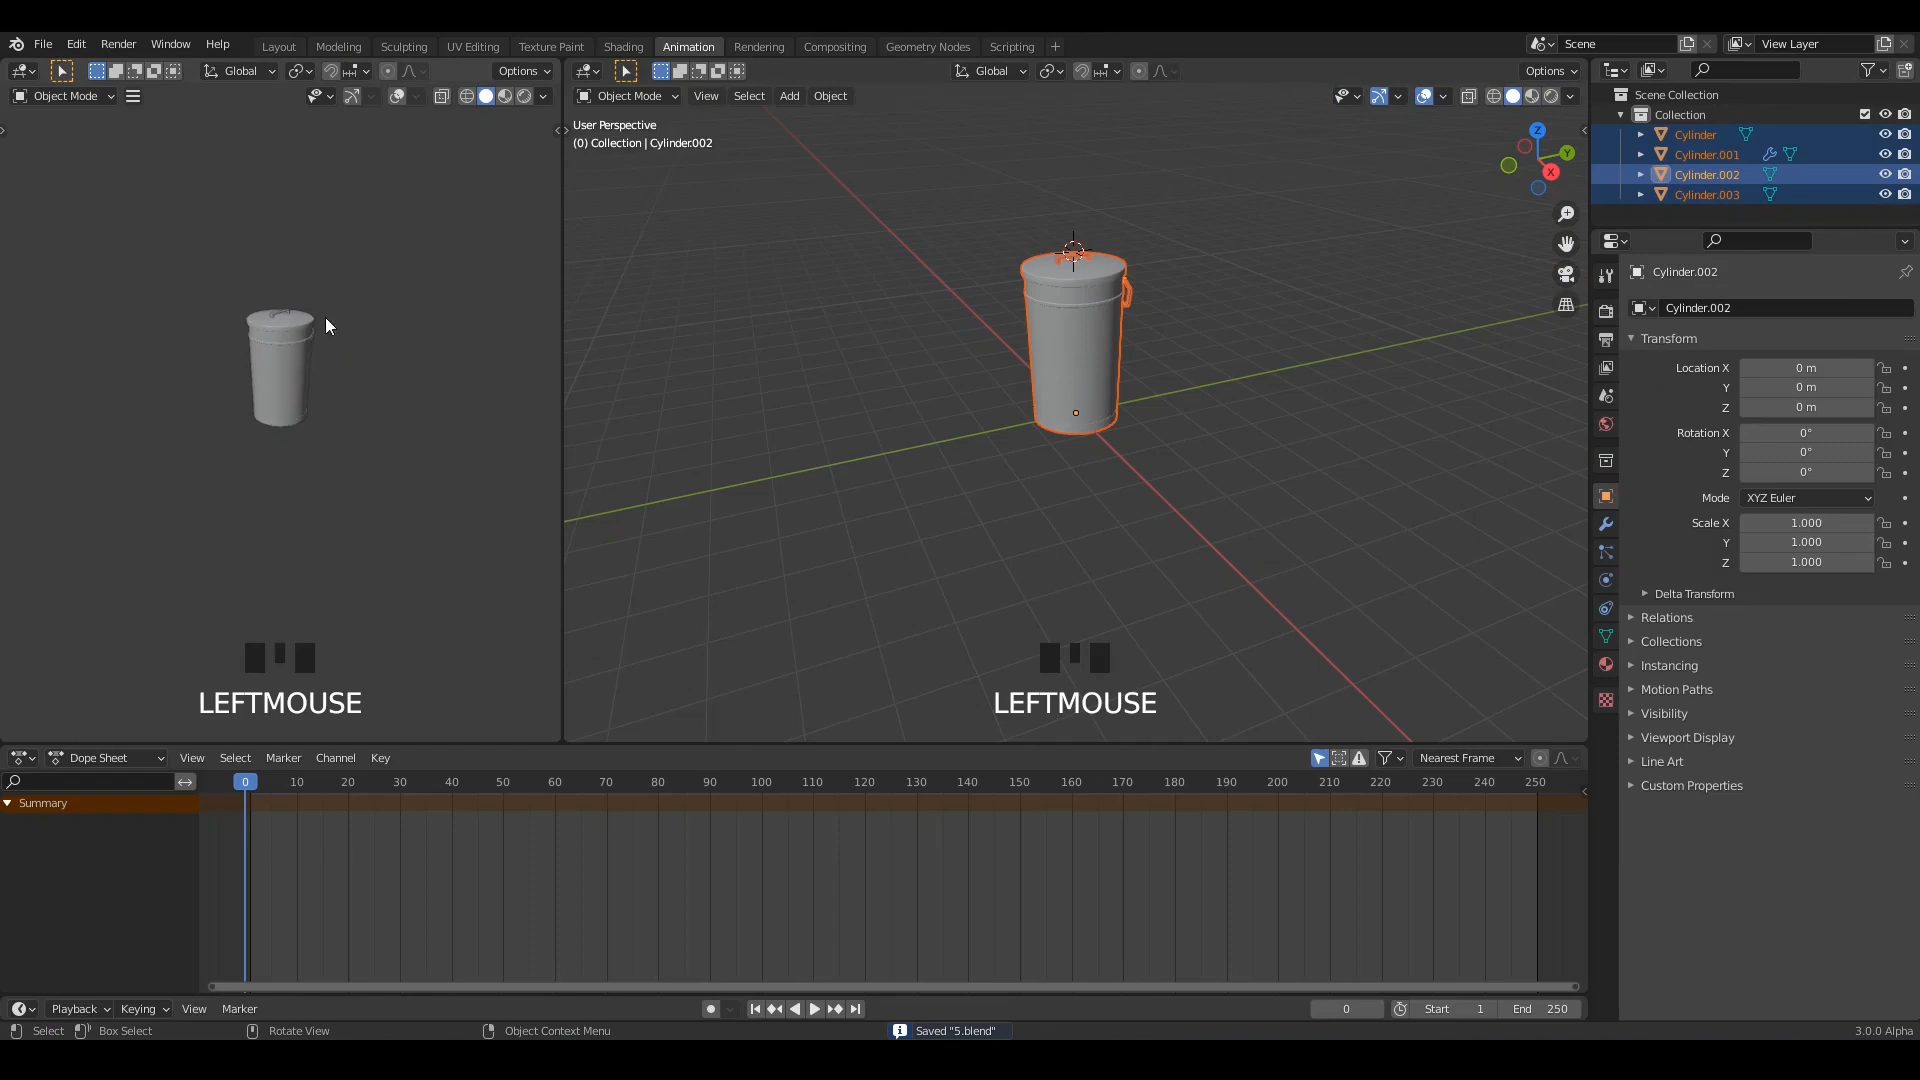 File Edit Render Window Help Layout Modeling Sculpting UV Editing Texture Paint Shading Animation Rendering Compositing Geometry Nodes Scripting + Scene View Layer
Global Options Global Options
Object Mode Object Mode View Select Add Object
User Perspective
(0) Collection | Cylinder.002
Z
Y
X
LEFTMOUSE LEFTMOUSE
Scene Collection
Collection
Cylinder
Cylinder.001
Cylinder.002
Cylinder.003
Cylinder.002
Cylinder.002
Transform
Location X 0 m
Y 0 m
Z 0 m
Rotation X 0°
Y 0°
Z 0°
Mode XYZ Euler
Scale X 1.000
Y 1.000
Z 1.000
Delta Transform
Relations
Collections
Instancing
Motion Paths
Visibility
Viewport Display
Line Art
Custom Properties
Dope Sheet View Select Marker Channel Key Nearest Frame
0 10 20 30 40 50 60 70 80 90 100 110 120 130 140 150 160 170 180 190 200 210 220 230 240 250
Summary
Playback Keying View Marker 0 Start 1 End 250
Select Box Select Rotate View Object Context Menu Saved "5.blend" 3.0.0 Alpha